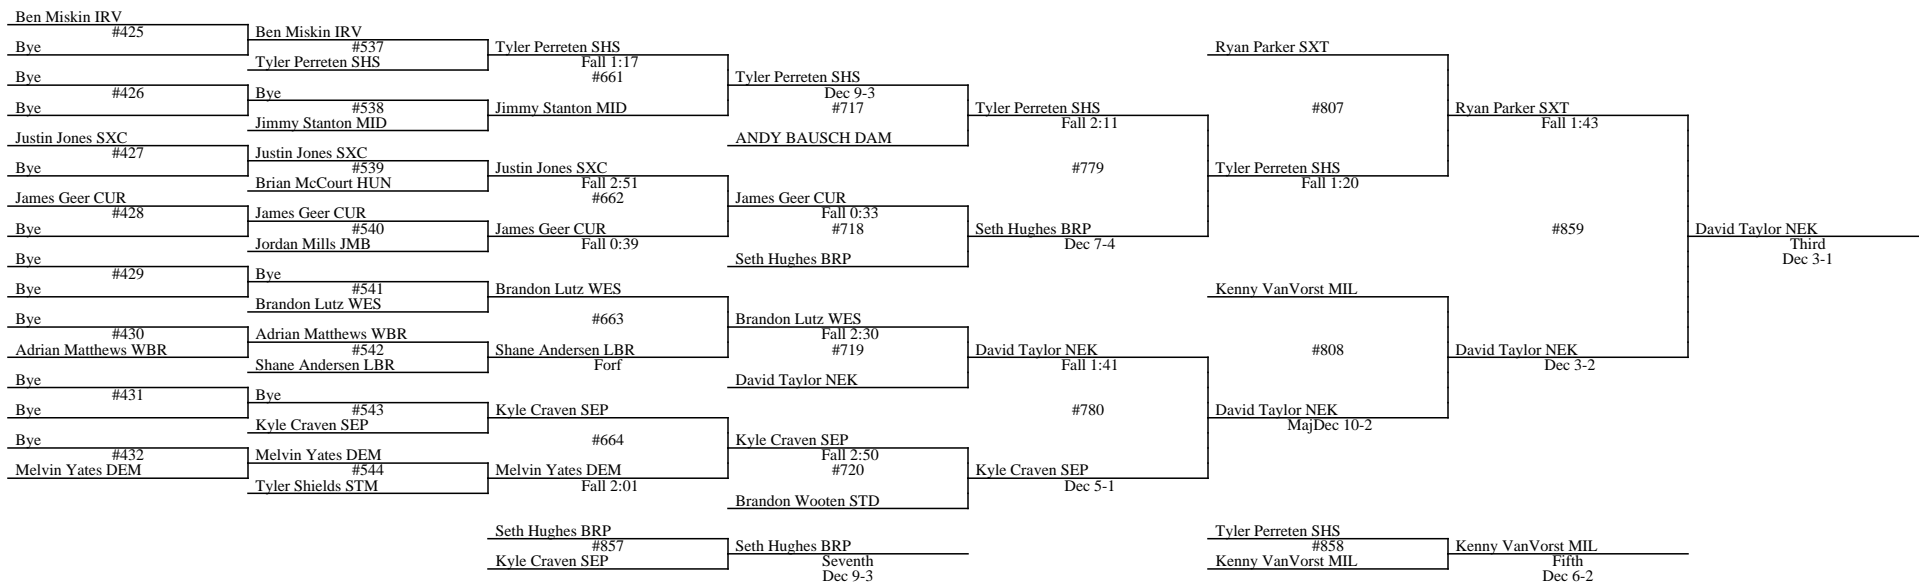 Ben Miskin IRV
#425
Bye
Bye
#426
Bye
Justin Jones SXC
#427
Bye
James Geer CUR
#428
Bye
Bye
#429
Bye
Bye
#430
Adrian Matthews WBR
Bye
#431
Bye
Bye
#432
Melvin Yates DEM
Ben Miskin IRV
#537
Tyler Perreten SHS
Bye
#538
Jimmy Stanton MID
Justin Jones SXC
#539
Brian McCourt HUN
James Geer CUR
#540
Jordan Mills JMB
Bye
#541
Brandon Lutz WES
Adrian Matthews WBR
#542
Shane Andersen LBR
Bye
#543
Kyle Craven SEP
Melvin Yates DEM
#544
Tyler Shields STM
Tyler Perreten SHS
Fall 1:17
#661
Jimmy Stanton MID
Justin Jones SXC
Fall 2:51
#662
James Geer CUR
Fall 0:39
Brandon Lutz WES
#663
Shane Andersen LBR
Forf
Kyle Craven SEP
#664
Melvin Yates DEM
Fall 2:01
Tyler Perreten SHS
Dec 9-3
#717
ANDY BAUSCH DAM
James Geer CUR
Fall 0:33
#718
Seth Hughes BRP
Brandon Lutz WES
Fall 2:30
#719
David Taylor NEK
Kyle Craven SEP
Fall 2:50
#720
Brandon Wooten STD
Tyler Perreten SHS
Fall 2:11
#779
Seth Hughes BRP
Dec 7-4
David Taylor NEK
Fall 1:41
#780
Kyle Craven SEP
Dec 5-1
Ryan Parker SXT
#807
Tyler Perreten SHS
Fall 1:20
Kenny VanVorst MIL
#808
David Taylor NEK
MajDec 10-2
Ryan Parker SXT
Fall 1:43
#859
David Taylor NEK
Dec 3-2
David Taylor NEK
Third
Dec 3-1
Seth Hughes BRP
#857
Kyle Craven SEP
Seth Hughes BRP
Seventh
Dec 9-3
Tyler Perreten SHS
#858
Kenny VanVorst MIL
Kenny VanVorst MIL
Fifth
Dec 6-2